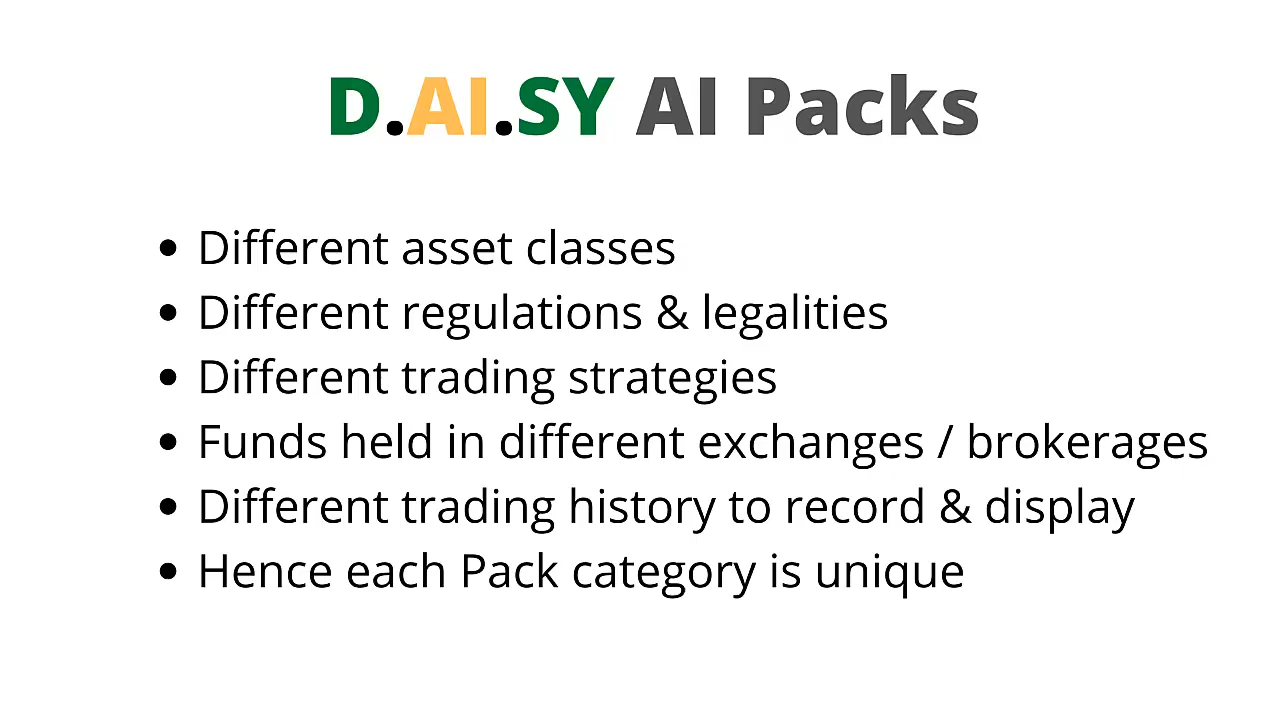 D.AI.SY AI Packs
• Different asset classes
• Different regulations & legalities
• Different trading strategies
• Funds held in different exchanges / brokerages
• Different trading history to record & display
• Hence each Pack category is unique